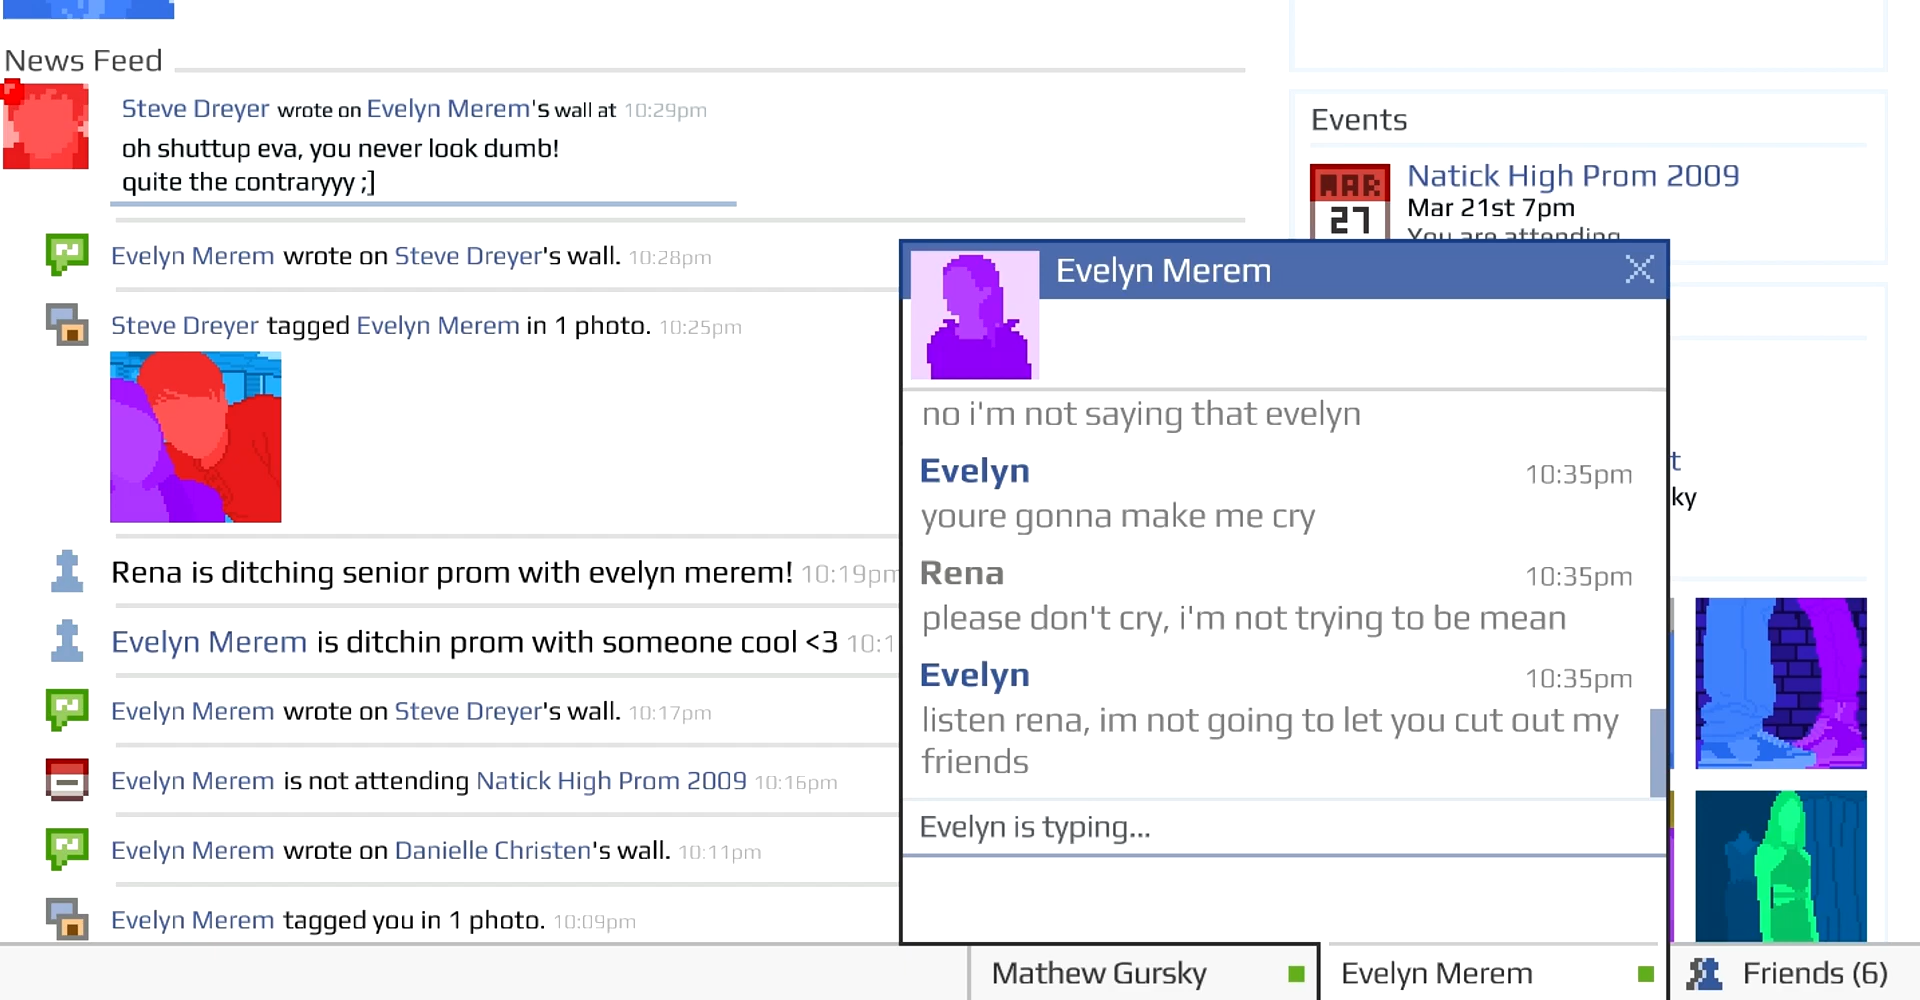 News Feed
Steve Dreyer wrote on Evelyn Merem's wall at 10:29pm
oh shuttup eva, you never look dumb!
quite the contraryyy ;]
Evelyn Merem wrote on Steve Dreyer's wall. 10:28pm
Steve Dreyer tagged Evelyn Merem in 1 photo. 10:25pm
Rena is ditching senior prom with evelyn merem! 10:19pm
Evelyn Merem is ditchin prom with someone cool <3 10:1
Evelyn Merem wrote on Steve Dreyer's wall. 10:17pm
Evelyn Merem is not attending Natick High Prom 2009 10:16pm
Evelyn Merem wrote on Danielle Christen's wall. 10:11pm
Evelyn Merem tagged you in 1 photo. 10:09pm
Events
MAR
27
Natick High Prom 2009
Mar 21st 7pm
You are attending
t
ky
Evelyn Merem
no i'm not saying that evelyn
Evelyn 10:35pm
youre gonna make me cry
Rena 10:35pm
please don't cry, i'm not trying to be mean
Evelyn 10:35pm
listen rena, im not going to let you cut out my
friends
Evelyn is typing...
Mathew Gursky
Evelyn Merem
Friends (6)